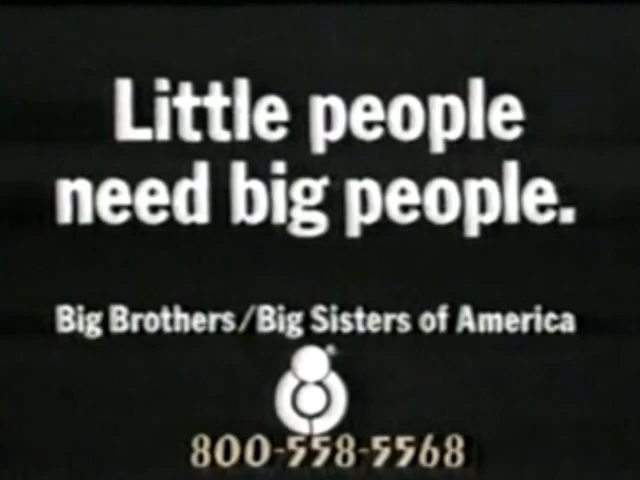 Little people
need big people.
Big Brothers/Big Sisters of America
800-558-5568